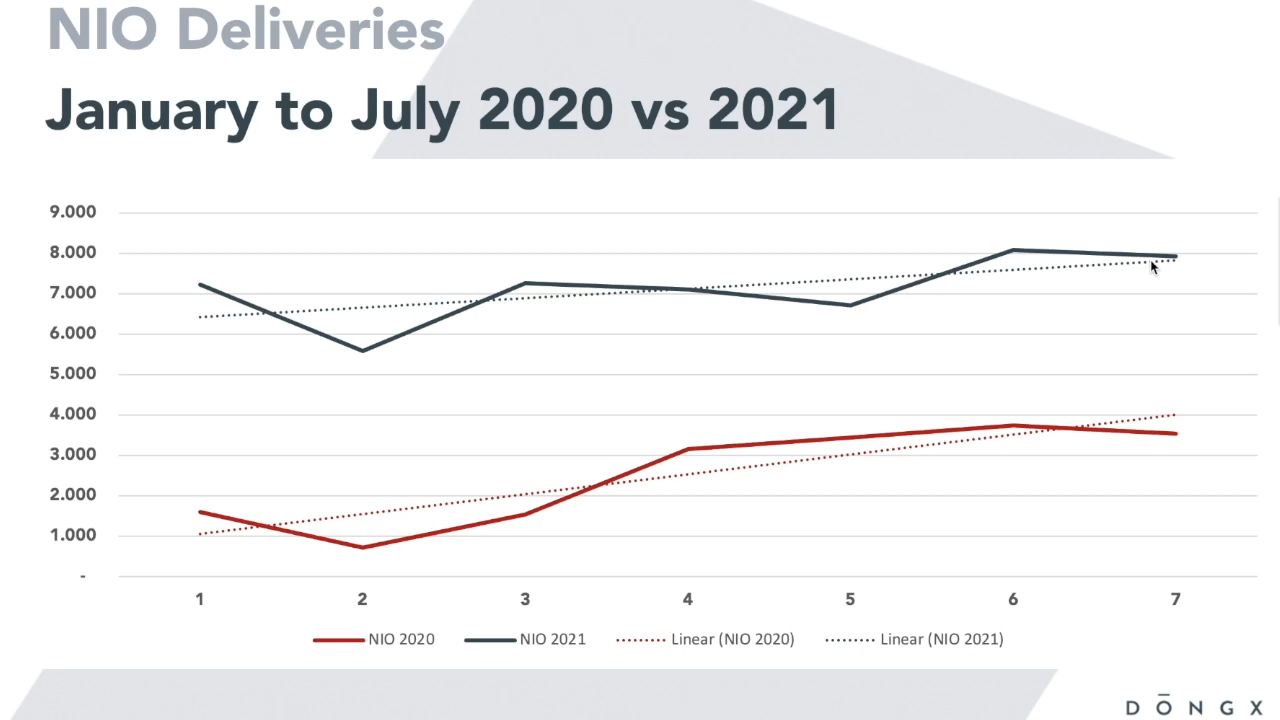 NIO Deliveries
January to July 2020 vs 2021
9.000
8.000
7.000
6.000
5.000
4.000
3.000
2.000
1.000
-
1 2 3 4 5 6 7
NIO 2020 NIO 2021 Linear (NIO 2020) Linear (NIO 2021)
DŌNGX